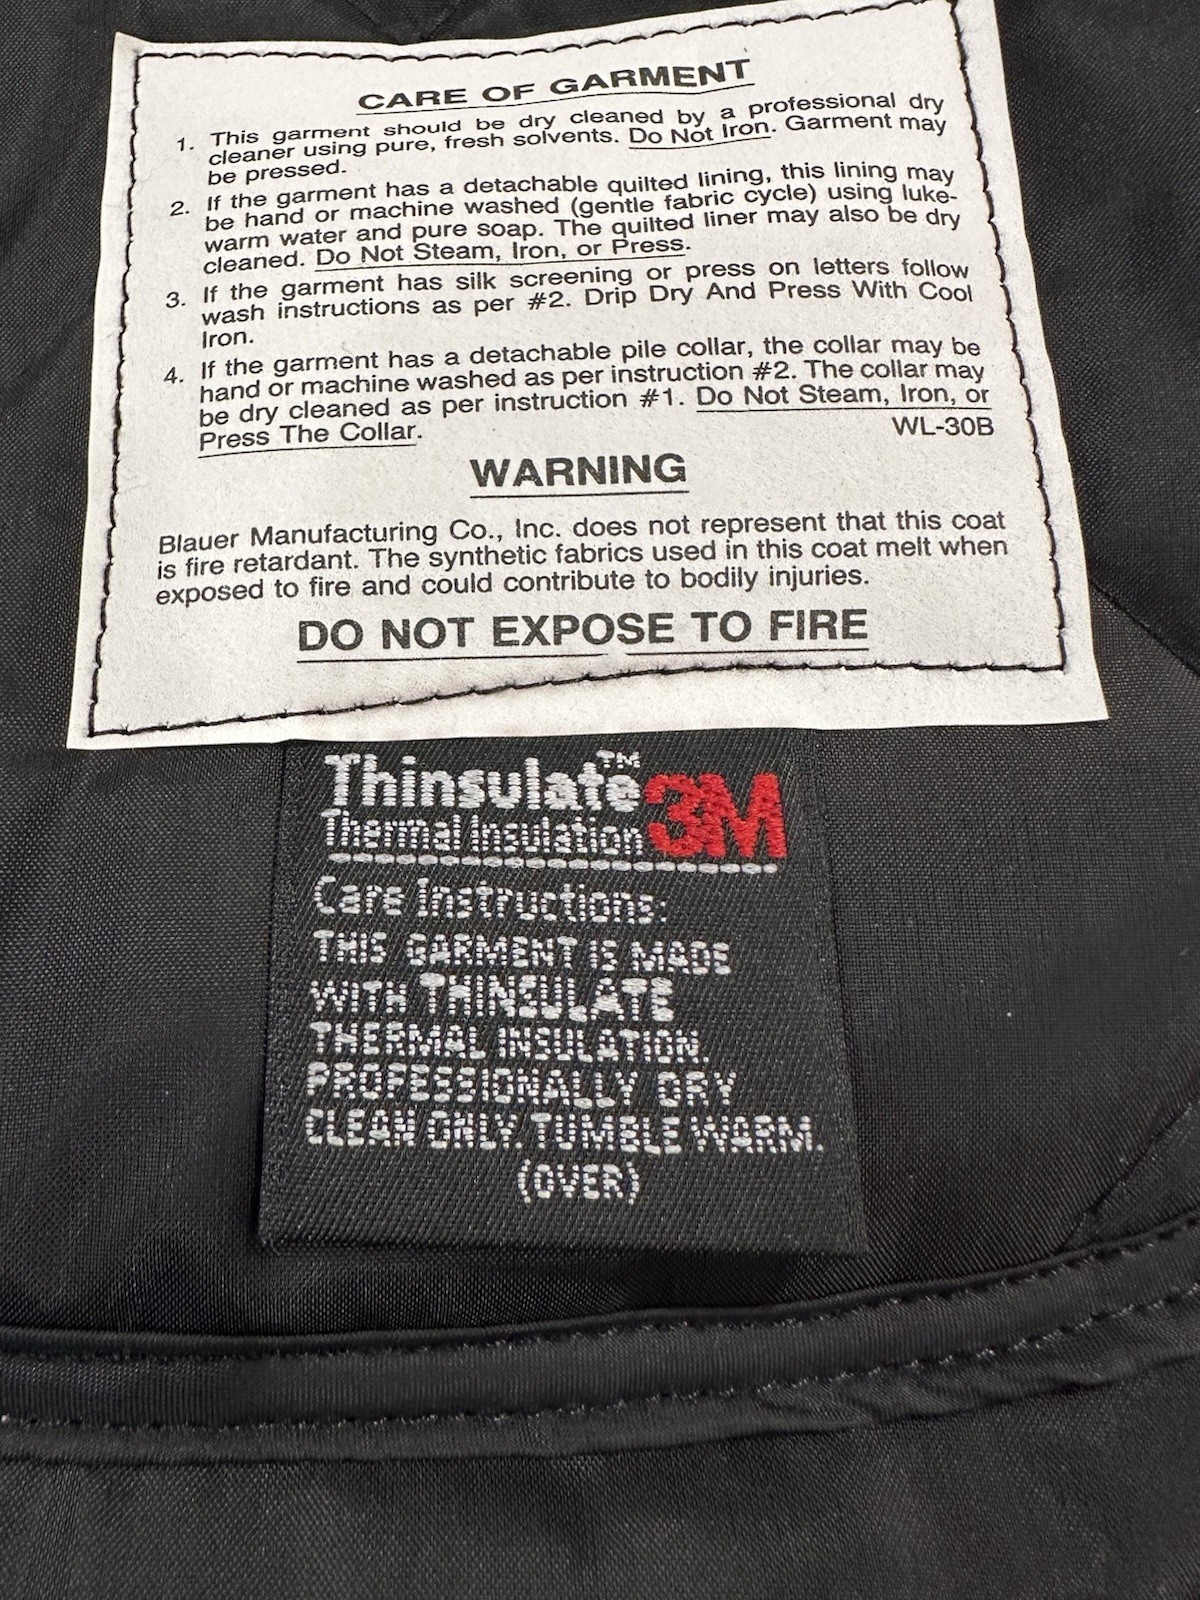 CARE OF GARMENT
1. This garment should be dry cleaned by a professional dry
cleaner using pure, fresh solvents. Do Not Iron. Garment may
be pressed.
2. If the garment has a detachable quilted lining, this lining may
be hand or machine washed (gentle fabric cycle) using luke-
warm water and pure soap. The quilted liner may also be dry
cleaned. Do Not Steam, Iron, or Press.
3. If the garment has silk screening or press on letters follow
wash instructions as per #2. Drip Dry And Press With Cool
Iron.
4. If the garment has a detachable pile collar, the collar may be
hand or machine washed as per instruction #2. The collar may
be dry cleaned as per instruction #1. Do Not Steam, Iron, or
Press The Collar.
WL-30B
WARNING
Blauer Manufacturing Co., Inc. does not represent that this coat
is fire retardant. The synthetic fabrics used in this coat melt when
exposed to fire and could contribute to bodily injuries.
DO NOT EXPOSE TO FIRE
Thinsulate™ 3M
Thermal Insulation
Care Instructions:
THIS GARMENT IS MADE
WITH THINSULATE
THERMAL INSULATION.
PROFESSIONALLY DRY
CLEAN ONLY. TUMBLE WARM.
(OVER)